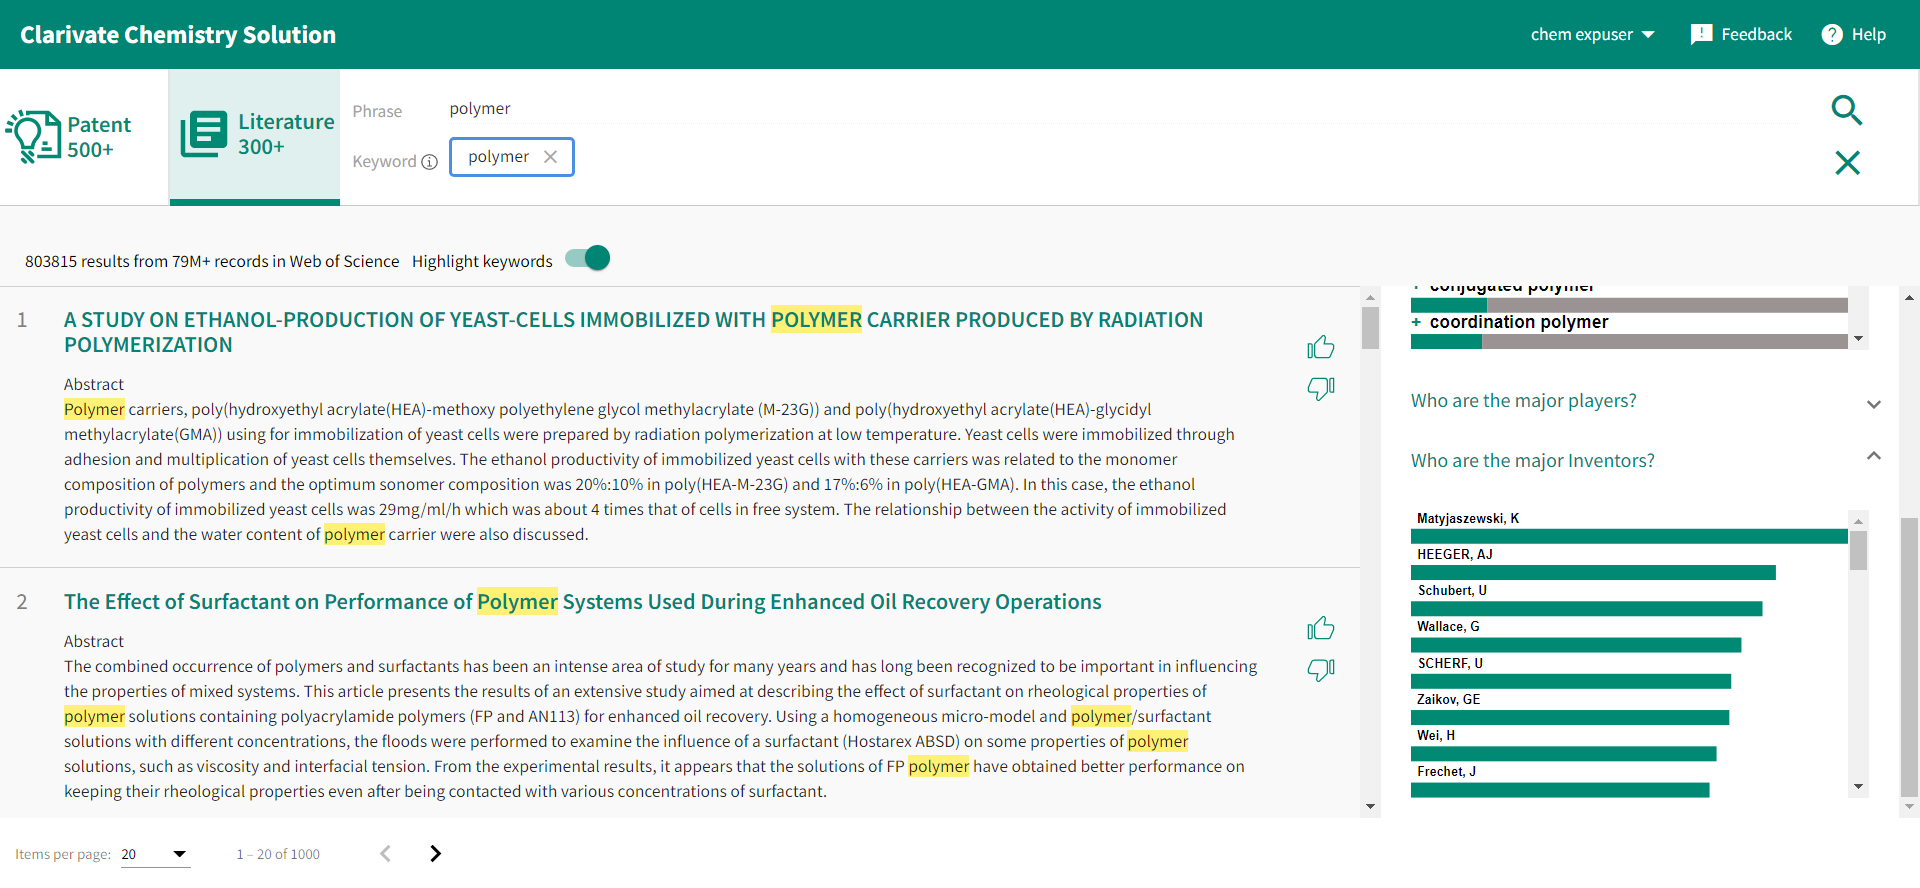 Clarivate Chemistry Solution
chem expuser
Feedback
Help
Patent
500+
Literature
300+
Phrase
polymer
Keyword
polymer
803815 results from 79M+ records in Web of Science
Highlight keywords
1
A STUDY ON ETHANOL-PRODUCTION OF YEAST-CELLS IMMOBILIZED WITH POLYMER CARRIER PRODUCED BY RADIATION
POLYMERIZATION
Abstract
Polymer carriers, poly(hydroxyethyl acrylate(HEA)-methoxy polyethylene glycol methylacrylate (M-23G)) and poly(hydroxyethyl acrylate(HEA)-glycidyl
methylacrylate(GMA)) using for immobilization of yeast cells were prepared by radiation polymerization at low temperature. Yeast cells were immobilized through
adhesion and multiplication of yeast cells themselves. The ethanol productivity of immobilized yeast cells with these carriers was related to the monomer
composition of polymers and the optimum sonomer composition was 20%:10% in poly(HEA-M-23G) and 17%:6% in poly(HEA-GMA). In this case, the ethanol
productivity of immobilized yeast cells was 29mg/ml/h which was about 4 times that of cells in free system. The relationship between the activity of immobilized
yeast cells and the water content of polymer carrier were also discussed.
2
The Effect of Surfactant on Performance of Polymer Systems Used During Enhanced Oil Recovery Operations
Abstract
The combined occurrence of polymers and surfactants has been an intense area of study for many years and has long been recognized to be important in influencing
the properties of mixed systems. This article presents the results of an extensive study aimed at describing the effect of surfactant on rheological properties of
polymer solutions containing polyacrylamide polymers (FP and AN113) for enhanced oil recovery. Using a homogeneous micro-model and polymer/surfactant
solutions with different concentrations, the floods were performed to examine the influence of a surfactant (Hostarex ABSD) on some properties of polymer
solutions, such as viscosity and interfacial tension. From the experimental results, it appears that the solutions of FP polymer have obtained better performance on
keeping their rheological properties even after being contacted with various concentrations of surfactant.
+ conjugated polymer
+ coordination polymer
Who are the major players?
Who are the major Inventors?
Matyjaszewski, K
HEEGER, AJ
Schubert, U
Wallace, G
SCHERF, U
Zaikov, GE
Wei, H
Frechet, J
Items per page: 20
1 – 20 of 1000